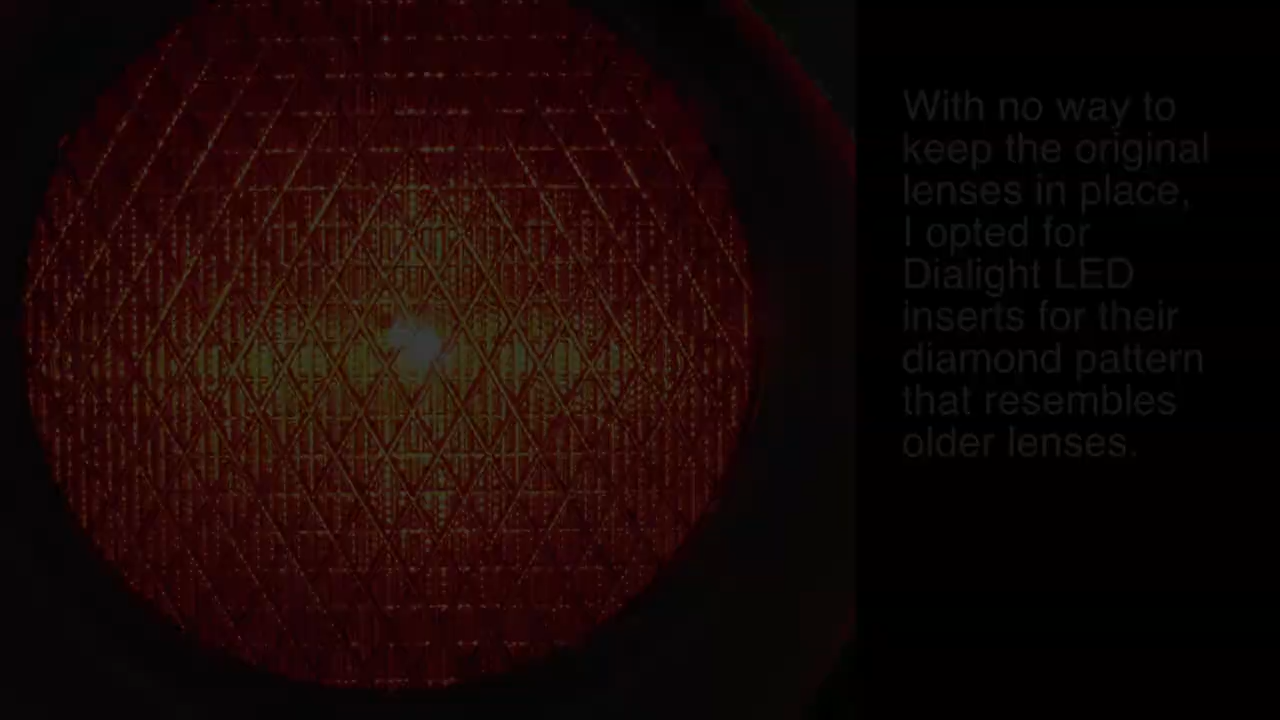 With no way to
keep the original
lenses in place,
I opted for
Dialight LED
inserts for their
diamond pattern
that resembles
older lenses.